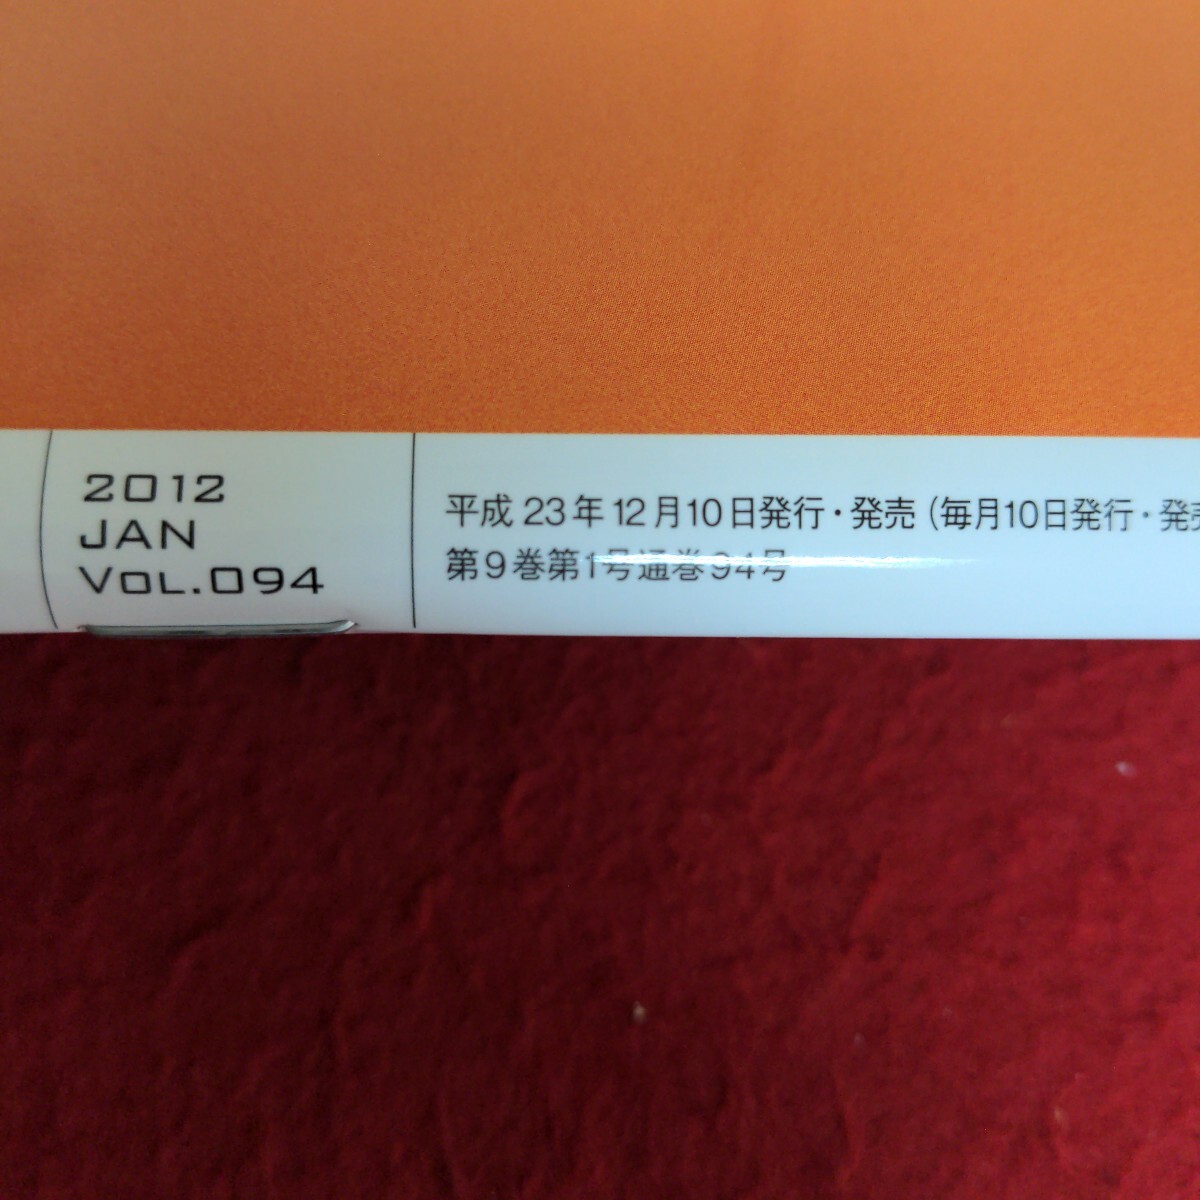 2012
JAN
VOL.094
平成 23年 12月10日発行・発売 (毎月10日発行・発売
第9巻第1号通巻94号